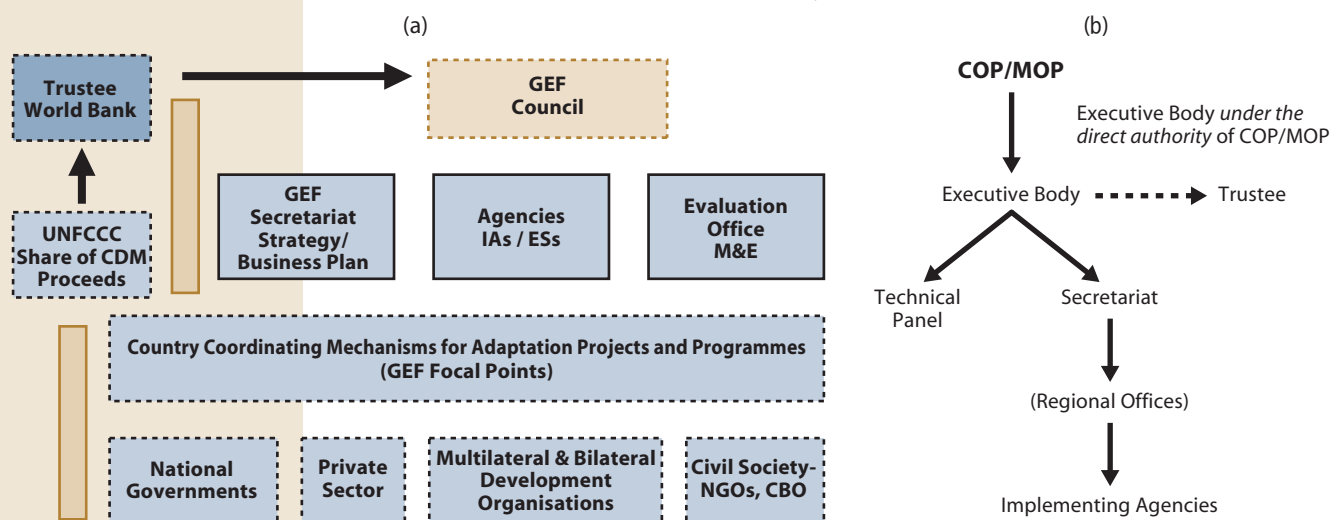 (a)
Trustee
World Bank
GEF
Council
UNFCCC
Share of CDM
Proceeds
GEF
Secretariat
Strategy/
Business Plan
Agencies
IAs / ESs
Evaluation
Office
M&E
Country Coordinating Mechanisms for Adaptation Projects and Programmes
(GEF Focal Points)
National
Governments
Private
Sector
Multilateral & Bilateral
Development
Organisations
Civil Society-
NGOs, CBO
(b)
COP/MOP
Executive Body under the
direct authority of COP/MOP
Executive Body
Trustee
Technical
Panel
Secretariat
(Regional Offices)
Implementing Agencies